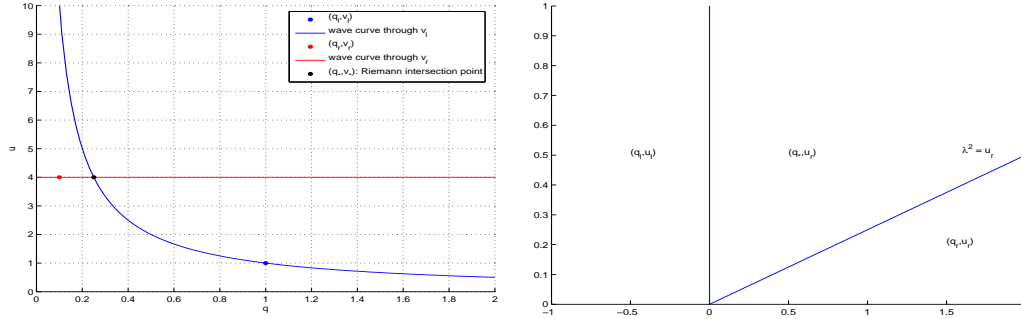 10
9
8
7
6
5
4
3
2
1
0
u
0 0.2 0.4 0.6 0.8 1 1.2 1.4 1.6 1.8 2
q
(q_l,v_l)
wave curve through v_l
(q_r,v_r)
wave curve through v_r
(q_*,v_*): Riemann intersection point
1
0.9
0.8
0.7
0.6
0.5
0.4
0.3
0.2
0.1
0
−1 −0.5 0 0.5 1 1.5
(q_l,u_l)
(q_*,u_r)
λ² = u_r
(q_r,u_r)